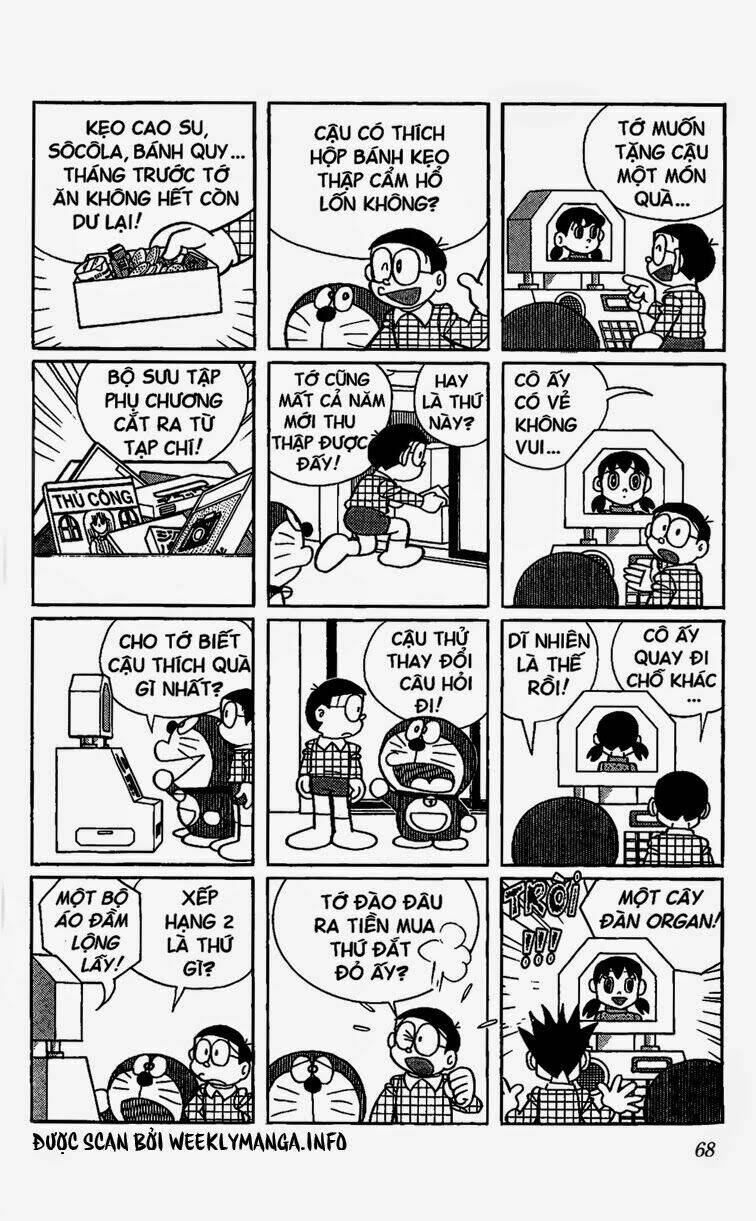 TỚ MUỐN
TẶNG CẬU
MỘT MÓN
QUÀ...
CẬU CÓ THÍCH
HỘP BÁNH KẸO
THẬP CẨM HỔ
LỐN KHÔNG?
KẸO CAO SU,
SÔCÔLA, BÁNH QUY...
THÁNG TRƯỚC TỚ
ĂN KHÔNG HẾT CÒN
DƯ LẠI!
CÔ ẤY
CÓ VẺ
KHÔNG
VUI...
HAY
LÀ THỨ
NÀY?
TỚ CŨNG
MẤT CẢ NĂM
MỚI THU
THẬP ĐƯỢC
ĐẤY!
BỘ SƯU TẬP
PHỤ CHƯƠNG
CẮT RA TỪ
TẠP CHÍ!
THỦ CÔNG
CÔ ẤY
QUAY ĐI
CHỖ KHÁC
...
DĨ NHIÊN
LÀ THẾ
RỒI!
CẬU THỬ
THAY ĐỔI
CÂU HỎI
ĐI!
CHO TỚ BIẾT
CẬU THÍCH QUÀ
GÌ NHẤT?
MỘT CÂY
ĐÀN ORGAN!
TRỜI
!!!
TỚ ĐÀO ĐÂU
RA TIỀN MUA
THỨ ĐẮT
ĐỎ ẤY?
XẾP
HẠNG 2
LÀ THỨ
GÌ?
MỘT BỘ
ÁO ĐẦM
LỘNG
LẪY!
ĐƯỢC SCAN BỞI WEEKLYMANGA.INFO
68